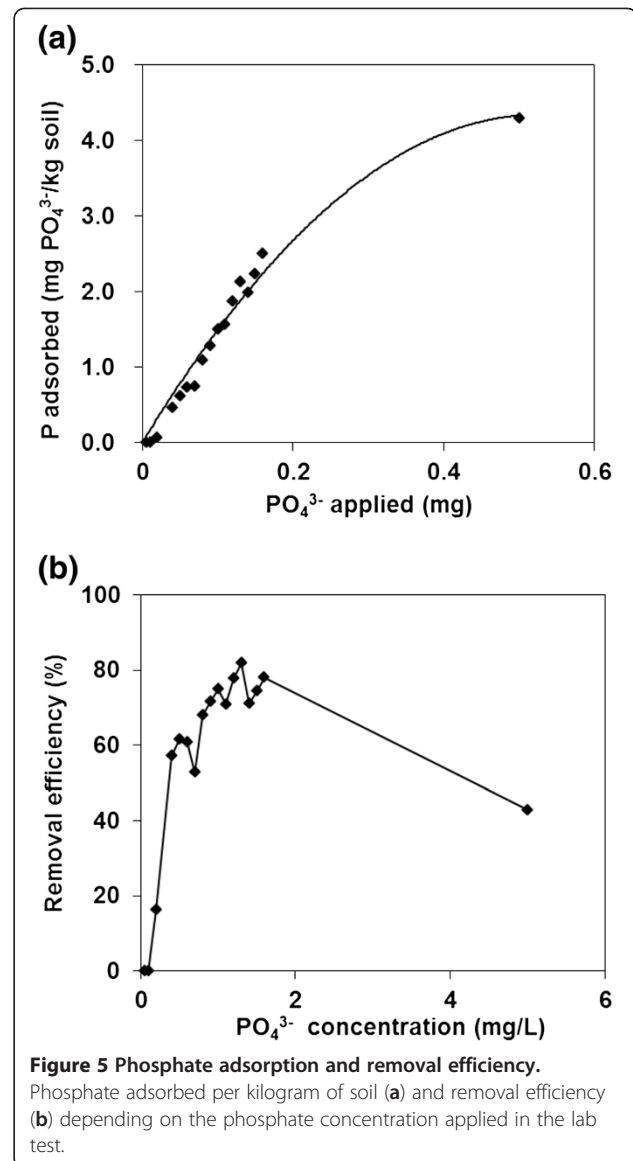 (a)
5.0
4.0
3.0
2.0
1.0
0.0
P adsorbed (mg PO₄³⁻/kg soil)
0 0.2 0.4 0.6
PO₄³⁻ applied (mg)
(b)
100
80
60
40
20
0
Removal efficiency (%)
0 2 4 6
PO₄³⁻ concentration (mg/L)
Figure 5 Phosphate adsorption and removal efficiency.
Phosphate adsorbed per kilogram of soil (a) and removal efficiency
(b) depending on the phosphate concentration applied in the lab
test.